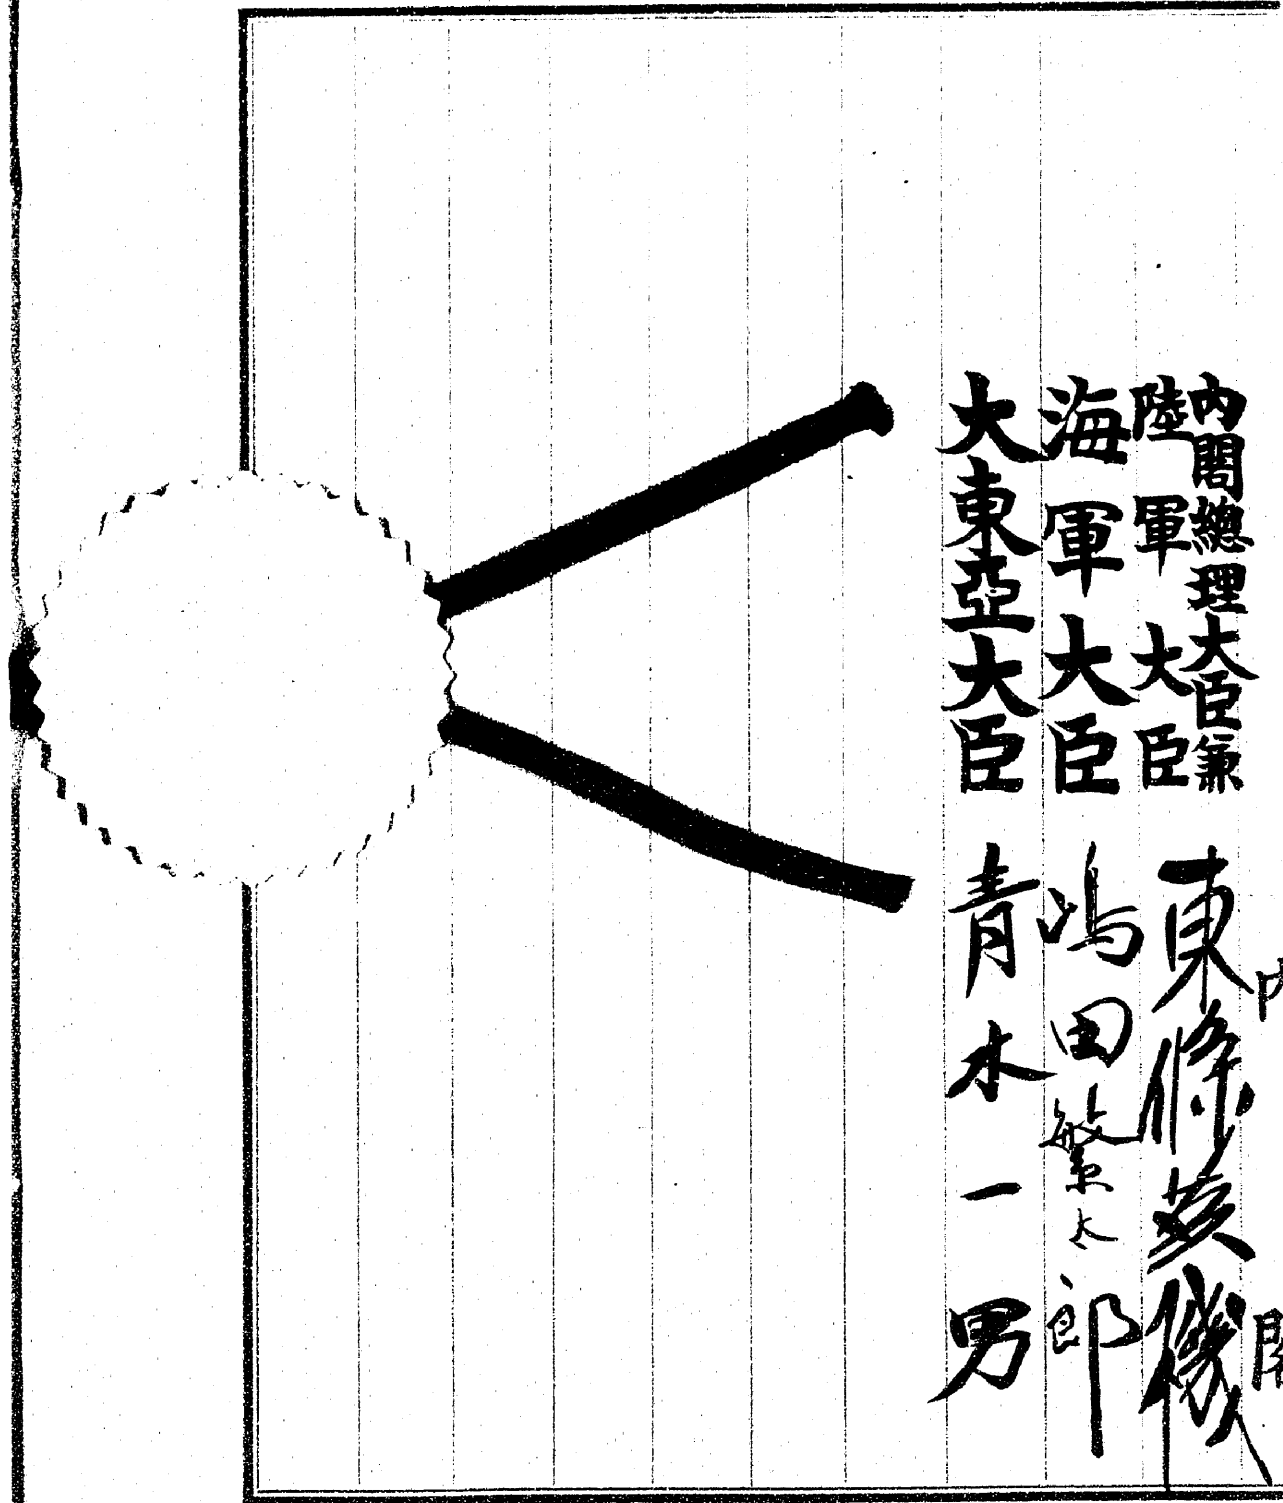 內閣總理大臣兼
陸軍大臣 東條英機
海軍大臣 嶋田繁太郎
大東亞大臣 青木一男